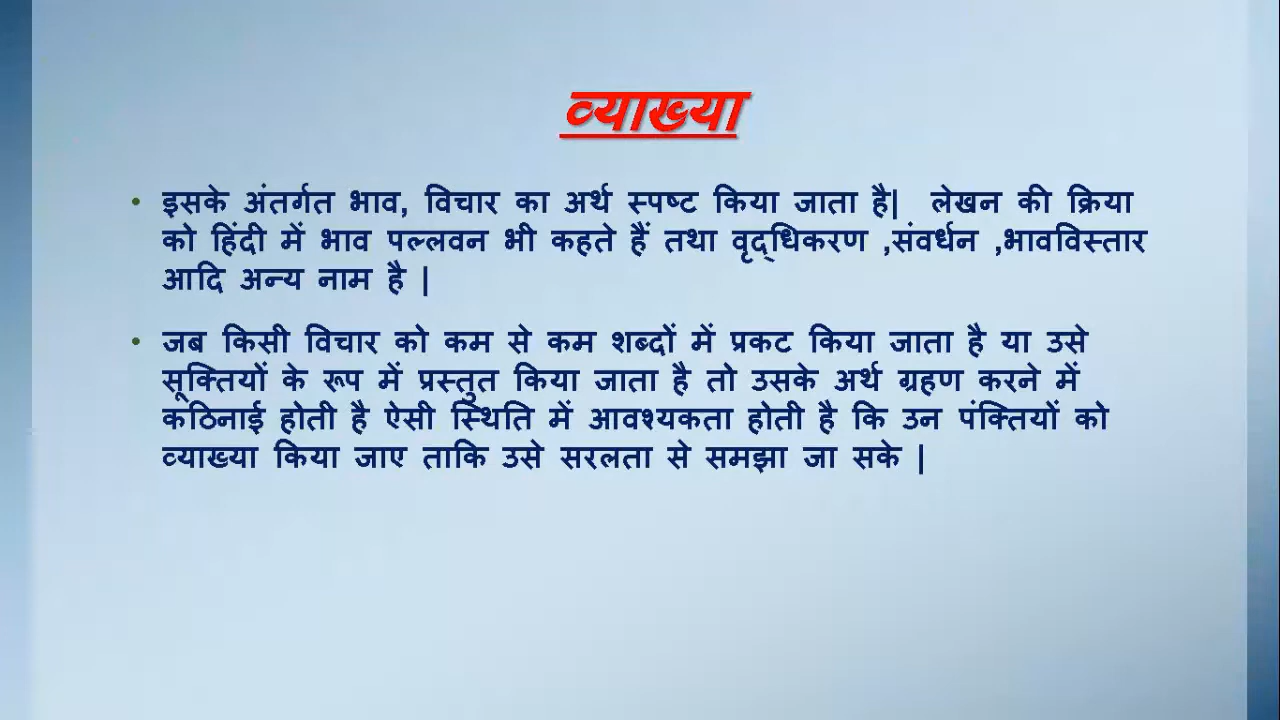 व्याख्या
• इसके अंतर्गत भाव, विचार का अर्थ स्पष्ट किया जाता है| लेखन की क्रिया
को हिंदी में भाव पल्लवन भी कहते हैं तथा वृद्धिकरण ,संवर्धन ,भावविस्तार
आदि अन्य नाम है |
• जब किसी विचार को कम से कम शब्दों में प्रकट किया जाता है या उसे
सूक्तियों के रूप में प्रस्तुत किया जाता है तो उसके अर्थ ग्रहण करने में
कठिनाई होती है ऐसी स्थिति में आवश्यकता होती है कि उन पंक्तियों को
व्याख्या किया जाए ताकि उसे सरलता से समझा जा सके |